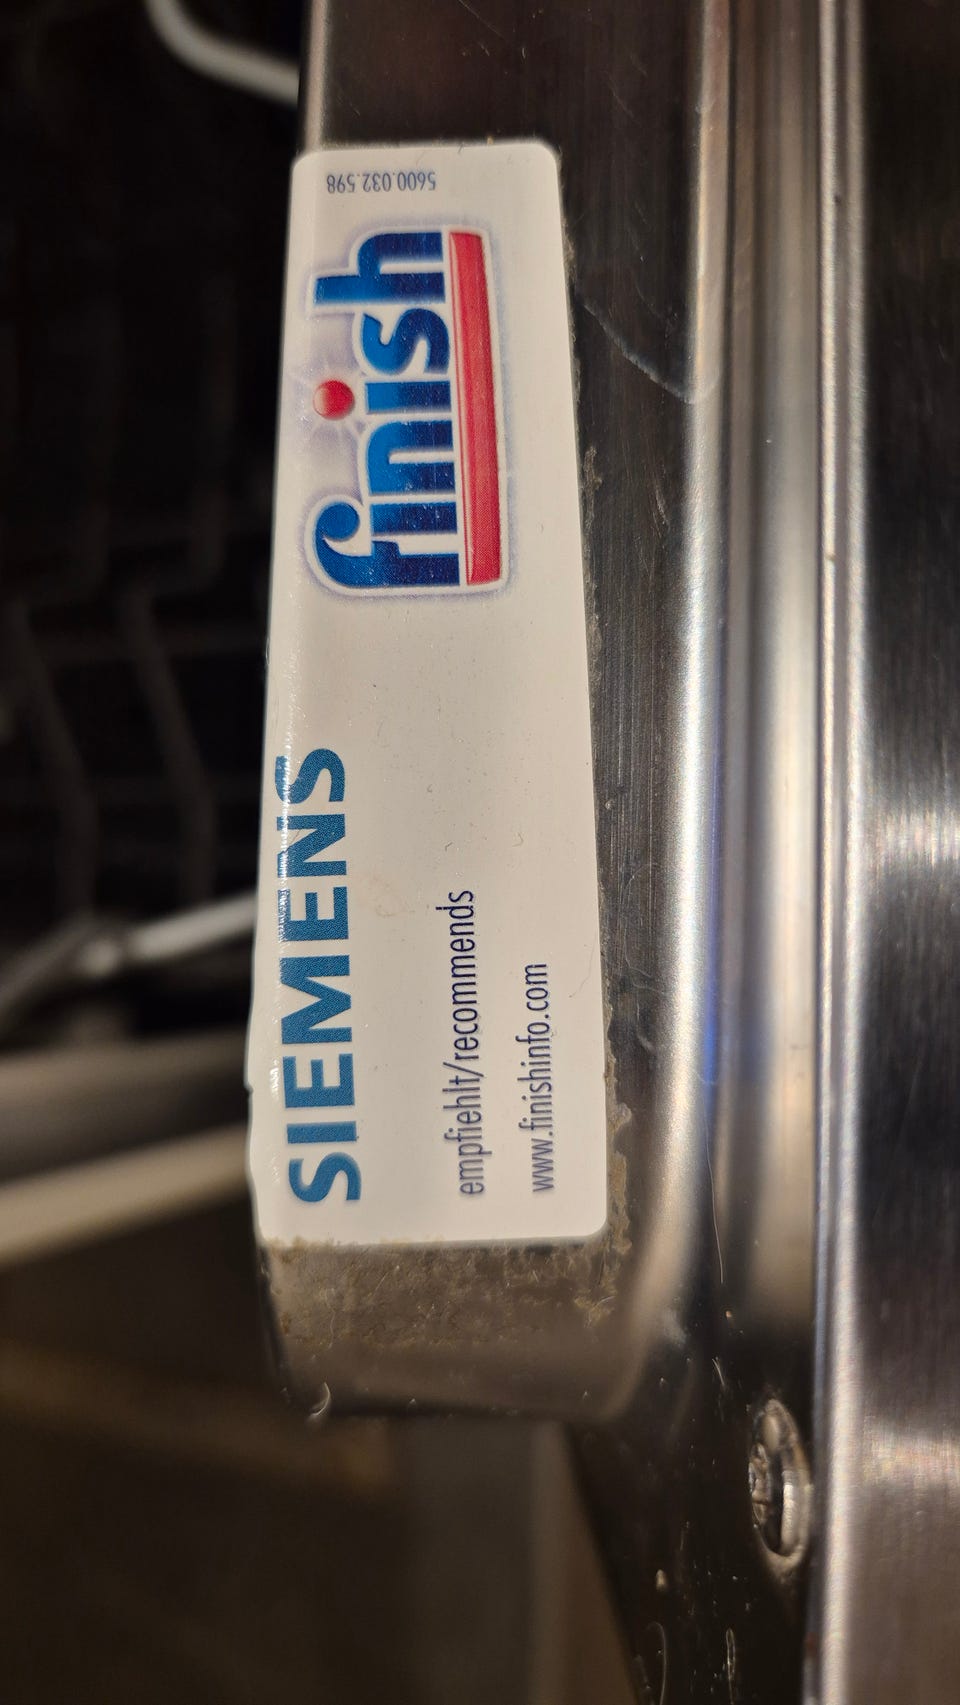 SIEMENS
empfiehlt/recommends
www.finishinfo.com
finish
5600.032.598